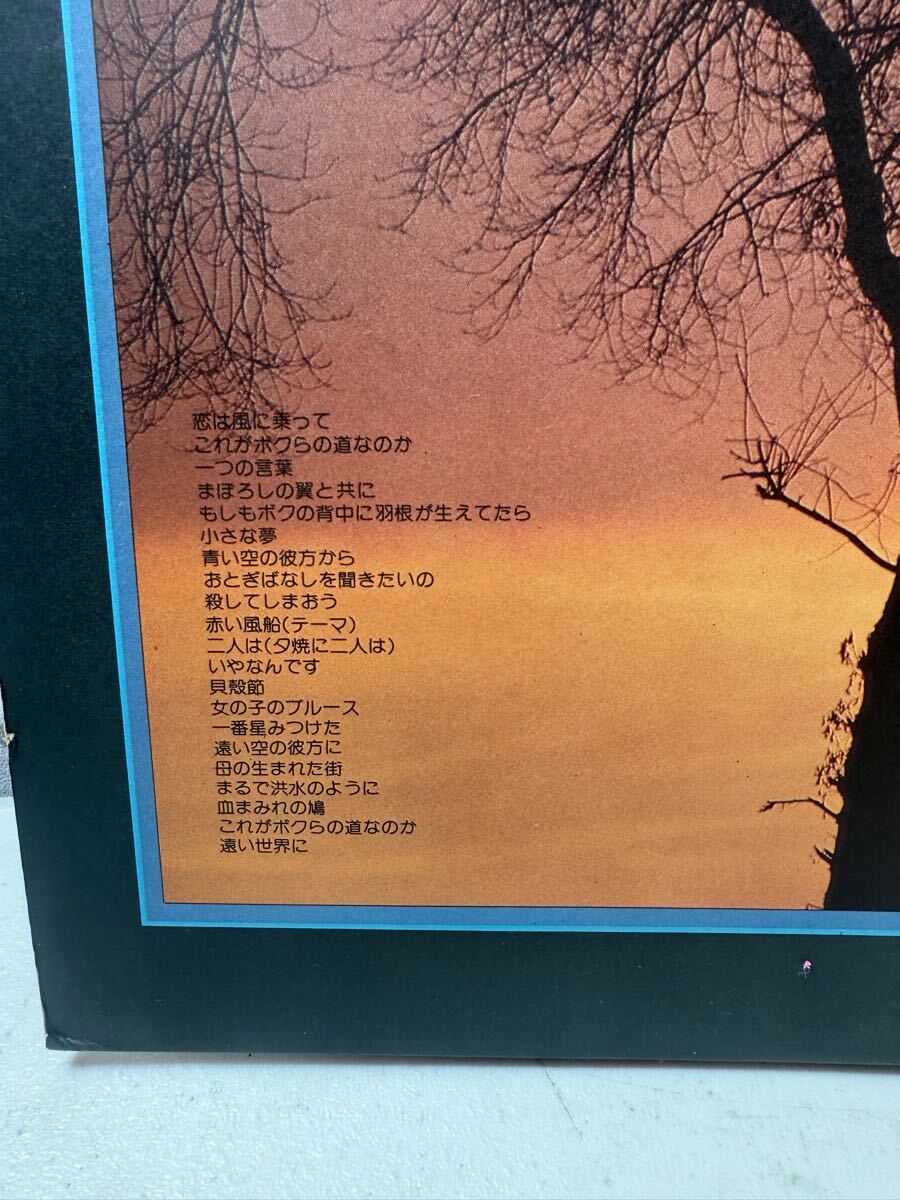 恋は風に乗って
これがボクらの道なのか
一つの言葉
まぼろしの翼と共に
もしもボクの背中に羽根が生えてたら
小さな夢
青い空の彼方から
おとぎばなしを聞きたいの
殺してしまおう
赤い風船(テーマ)
二人は(夕焼に二人は)
いやなんです
貝殻節
女の子のブルース
一番星みつけた
遠い空の彼方に
母の生まれた街
まるで洪水のように
血まみれの鳩
これがボクらの道なのか
遠い世界に